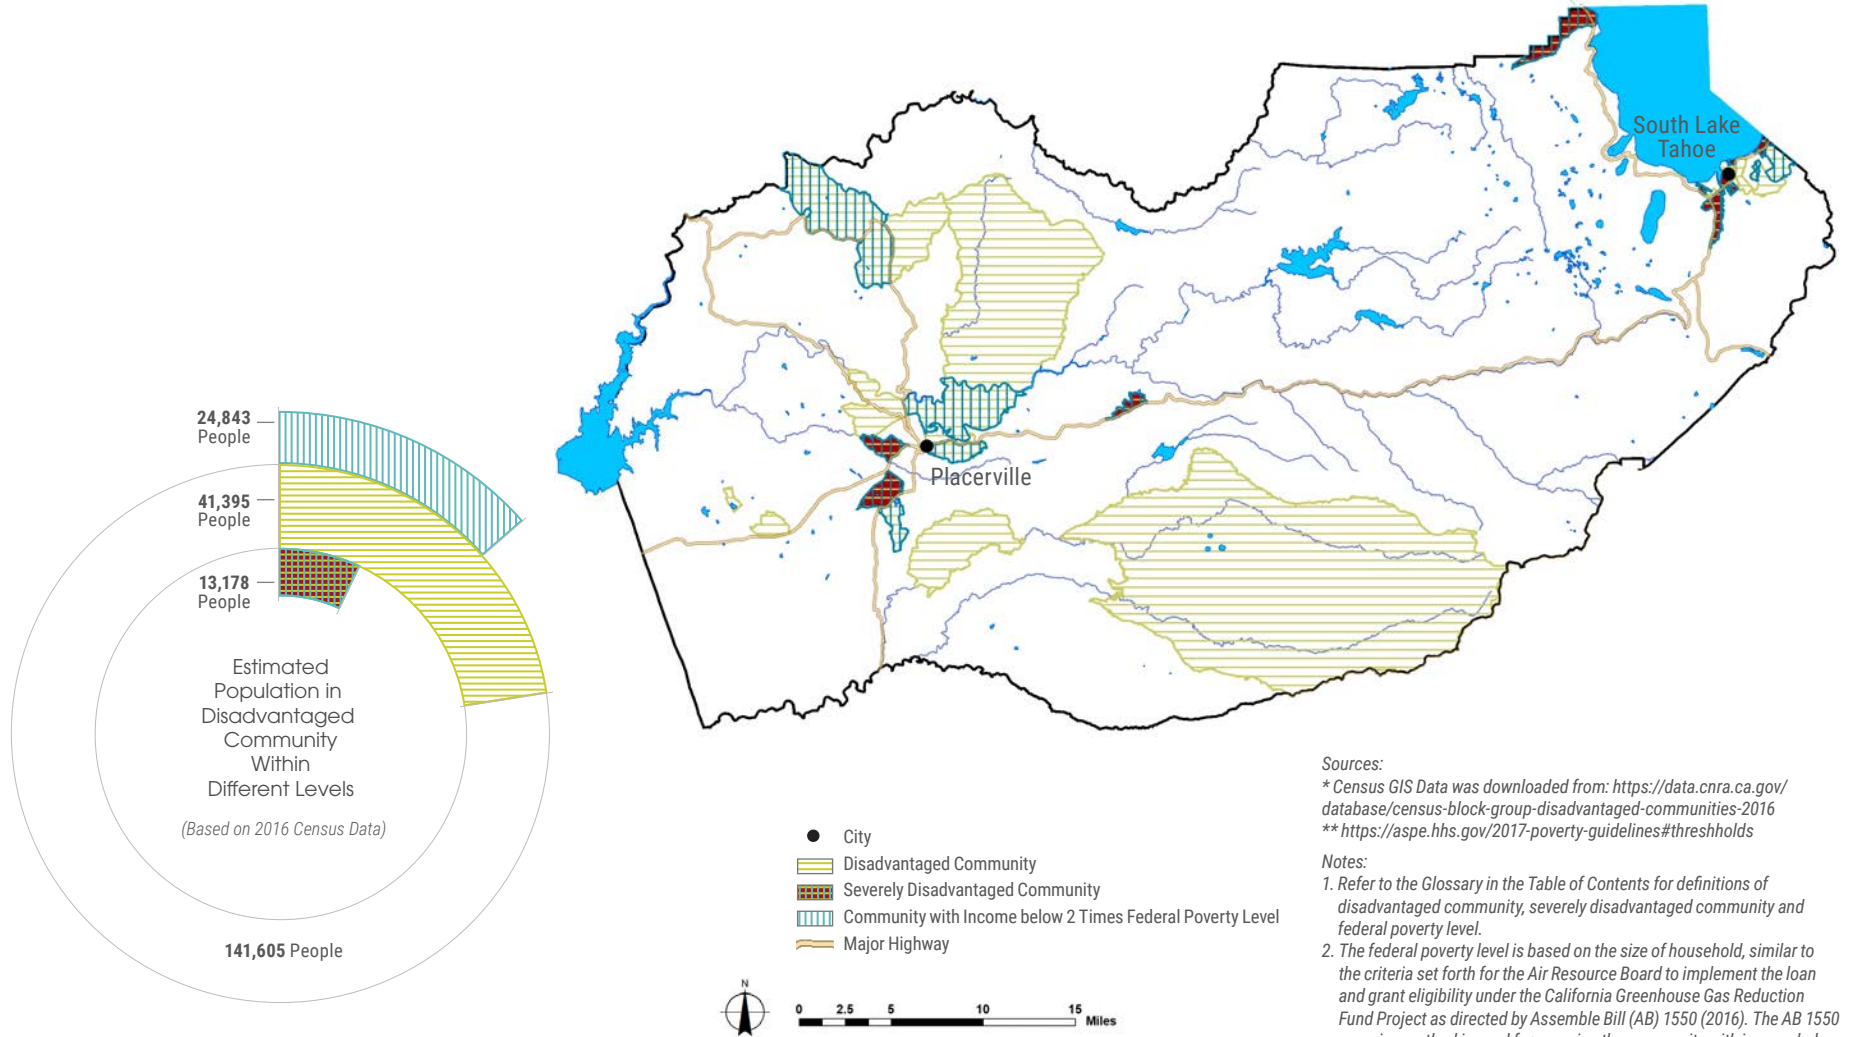 South Lake
Tahoe
Placerville
24,843
People
41,395
People
13,178
People
Estimated
Population in
Disadvantaged
Community
Within
Different Levels
(Based on 2016 Census Data)
141,605 People
City
Disadvantaged Community
Severely Disadvantaged Community
Community with Income below 2 Times Federal Poverty Level
Major Highway
N
0 2.5 5 10 15
Miles
Sources:
* Census GIS Data was downloaded from: https://data.cnra.ca.gov/
database/census-block-group-disadvantaged-communities-2016
** https://aspe.hhs.gov/2017-poverty-guidelines#threshholds
Notes:
1. Refer to the Glossary in the Table of Contents for definitions of
disadvantaged community, severely disadvantaged community and
federal poverty level.
2. The federal poverty level is based on the size of household, similar to
the criteria set forth for the Air Resource Board to implement the loan
and grant eligibility under the California Greenhouse Gas Reduction
Fund Project as directed by Assemble Bill (AB) 1550 (2016). The AB 1550